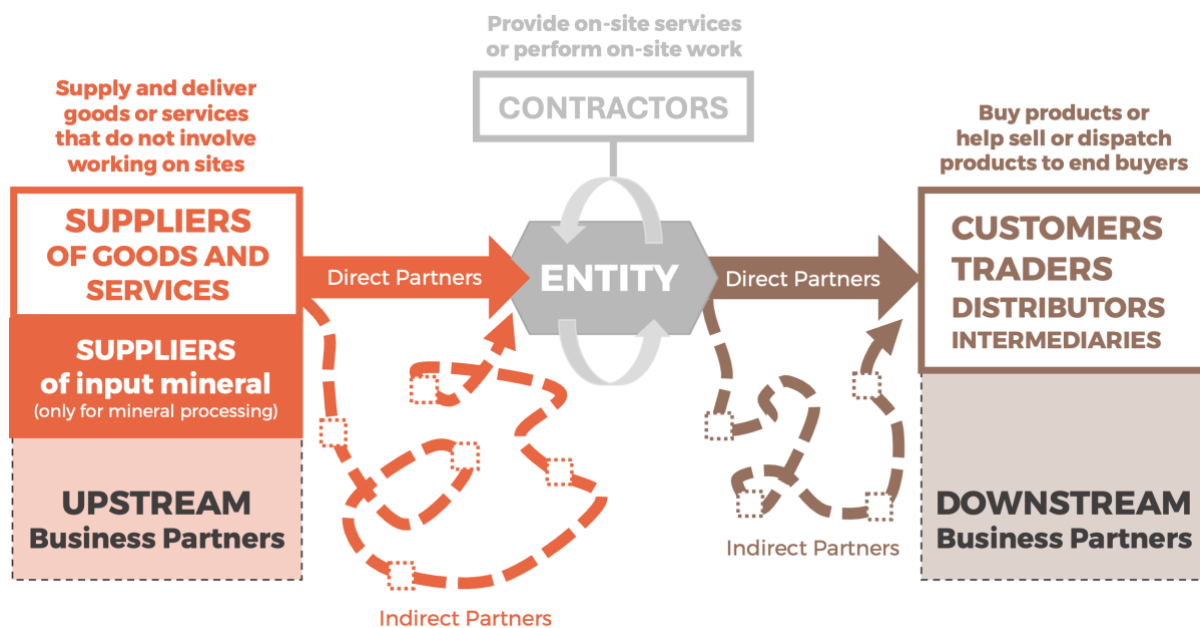 Provide on-site services
or perform on-site work
CONTRACTORS
Supply and deliver
goods or services
that do not involve
working on sites
SUPPLIERS
OF GOODS AND
SERVICES
SUPPLIERS
of input mineral
(only for mineral processing)
UPSTREAM
Business Partners
Direct Partners
ENTITY
Direct Partners
Indirect Partners
Indirect Partners
Buy products or
help sell or dispatch
products to end buyers
CUSTOMERS
TRADERS
DISTRIBUTORS
INTERMEDIARIES
DOWNSTREAM
Business Partners